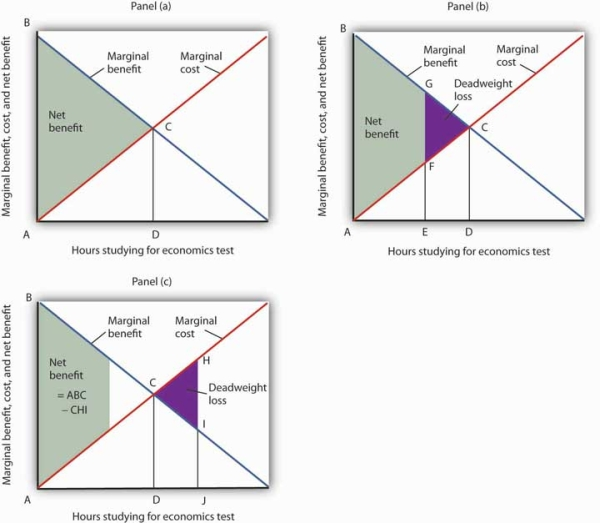 Panel (a)
B
Marginal benefit, cost, and net benefit
Marginal
benefit
Marginal
cost
Net
benefit
C
A
D
Hours studying for economics test
Panel (b)
B
Marginal benefit, cost, and net benefit
Marginal
benefit
Marginal
cost
G
Deadweight
loss
Net
benefit
C
F
A
E
D
Hours studying for economics test
Panel (c)
B
Marginal benefit, cost, and net benefit
Marginal
benefit
Marginal
cost
Net
benefit
= ABC
− CHI
H
C
Deadweight
loss
I
A
D
J
Hours studying for economics test